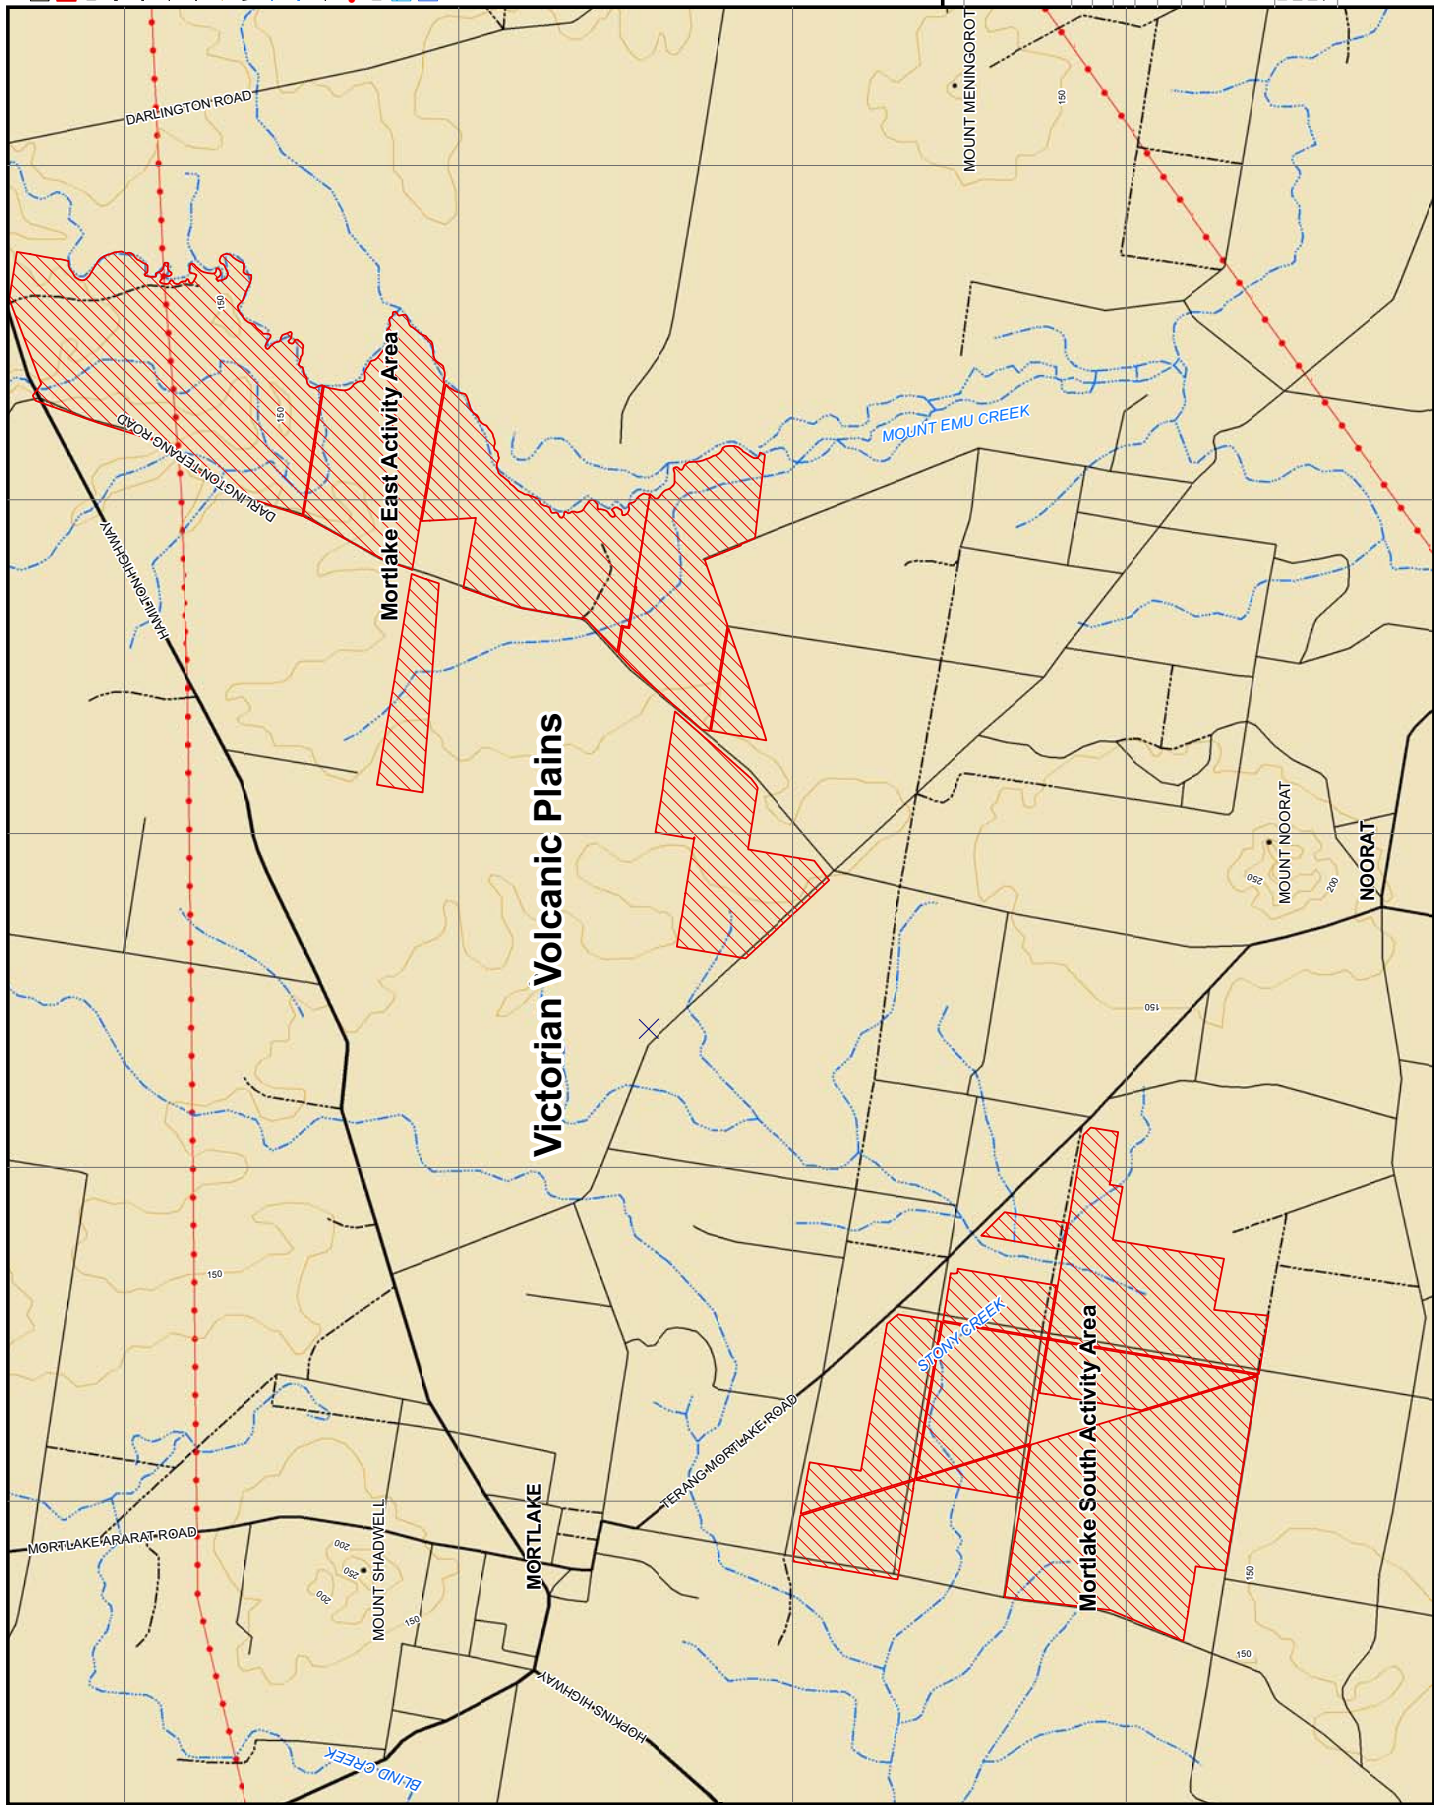 DARLINGTON ROAD
MOUNT MENINGOROT
150
150
Mortlake East Activity Area
150
DARLINGTON-TERANG-ROAD
MOUNT EMU CREEK
HAMILTON HIGHWAY
Victorian Volcanic Plains
MOUNT NOORAT
250
200
NOORAT
150
150
STONY CREEK
Mortlake South Activity Area
TERANG-MORTLAKE-ROAD
MORTLAKE
MORTLAKE ARARAT ROAD
MOUNT SHADWELL
200
250
200
150
150
150
HOPKINS-HIGHWAY
BLIND CREEK